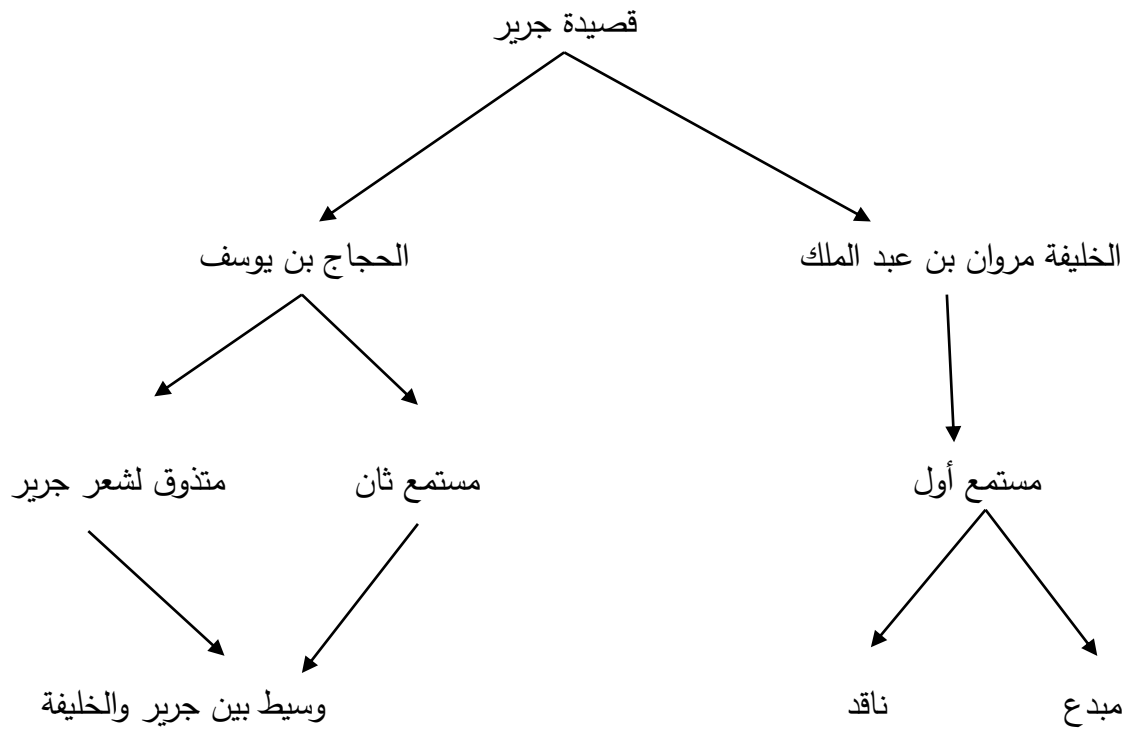 قصيدة جرير
الخليفة مروان بن عبد الملك
الحجاج بن يوسف
مستمع أول
مستمع ثان
متذوق لشعر جرير
مبدع
ناقد
وسيط بين جرير والخليفة